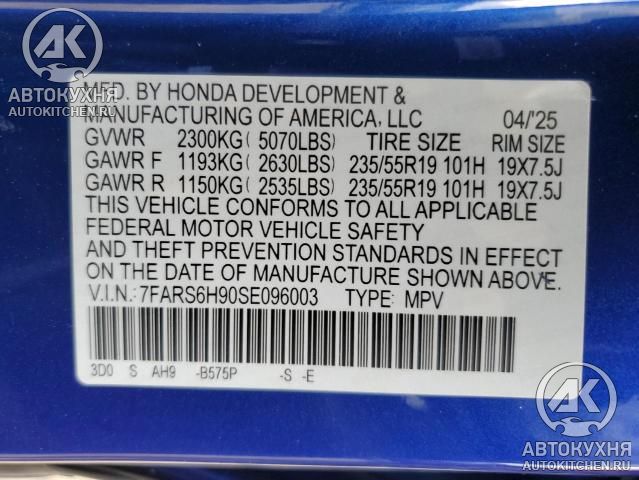 АК
АВТОКУХНЯ
AUTOKITCHEN.RU
MFD. BY HONDA DEVELOPMENT &
MANUFACTURING OF AMERICA, LLC 04/'25
GVWR 2300KG( 5070LBS) TIRE SIZE RIM SIZE
GAWR F 1193KG( 2630LBS) 235/55R19 101H 19X7.5J
GAWR R 1150KG( 2535LBS) 235/55R19 101H 19X7.5J
THIS VEHICLE CONFORMS TO ALL APPLICABLE
FEDERAL MOTOR VEHICLE SAFETY
AND THEFT PREVENTION STANDARDS IN EFFECT
ON THE DATE OF MANUFACTURE SHOWN ABOVE.
V.I.N.:7FARS6H90SE096003 TYPE: MPV
3D0 S AH9 -B575P -S -E
АК
АВТОКУХНЯ
AUTOKITCHEN.RU